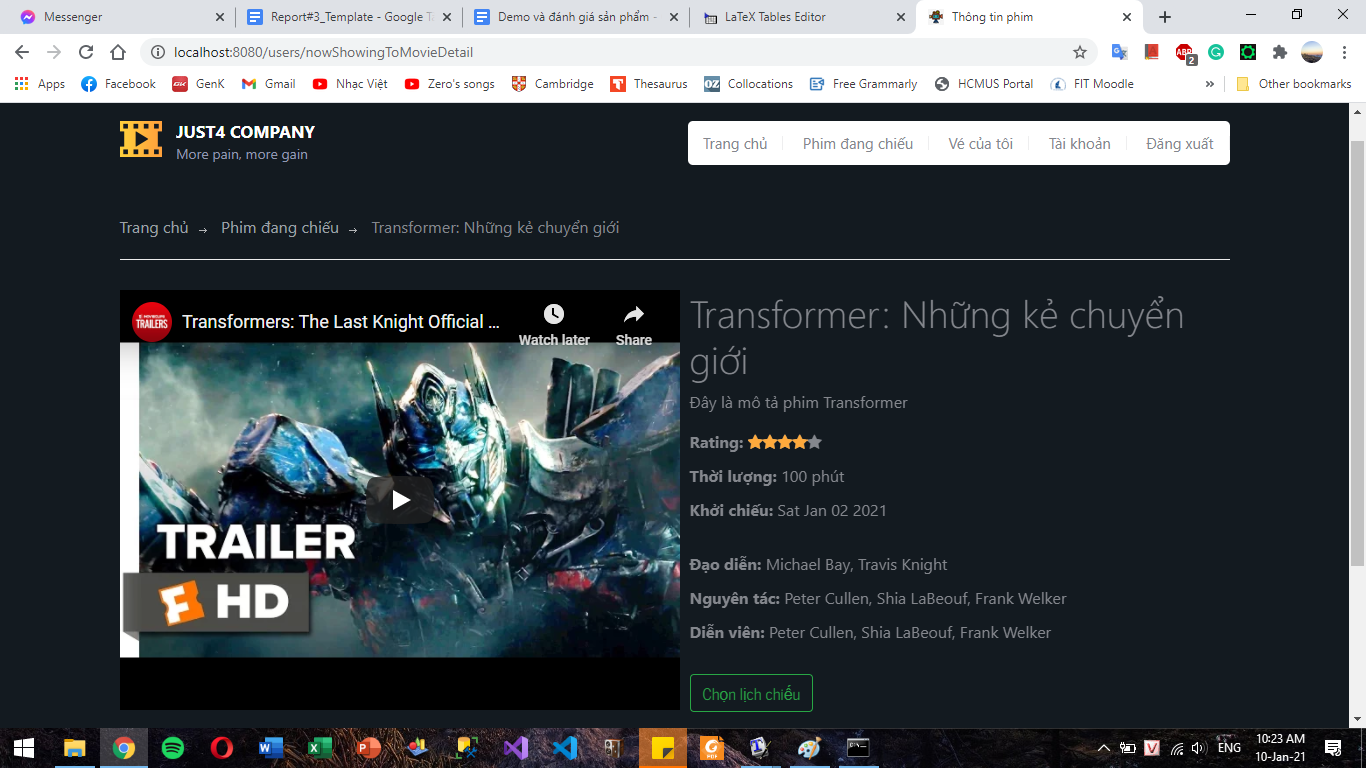 Messenger
Report#3_Template - Google T
Demo và đánh giá sản phẩm -
LaTeX Tables Editor
Thông tin phim
localhost:8080/users/nowShowingToMovieDetail
ABP
2
Apps
Facebook
GenK
Gmail
Nhạc Việt
Zero's songs
Cambridge
Thesaurus
Collocations
Free Grammarly
HCMUS Portal
FIT Moodle
»
Other bookmarks
JUST4 COMPANY
More pain, more gain
Trang chủ
Phim đang chiếu
Vé của tôi
Tài khoản
Đăng xuất
Trang chủ → Phim đang chiếu → Transformer: Những kẻ chuyển giới
TRAILERS
Transformers: The Last Knight Official ...
Watch later
Share
TRAILER
F HD
Transformer: Những kẻ chuyển
giới
Đây là mô tả phim Transformer
Rating:
Thời lượng: 100 phút
Khởi chiếu: Sat Jan 02 2021
Đạo diễn: Michael Bay, Travis Knight
Nguyên tác: Peter Cullen, Shia LaBeouf, Frank Welker
Diễn viên: Peter Cullen, Shia LaBeouf, Frank Welker
Chọn lịch chiếu
ENG
10:23 AM
10-Jan-21